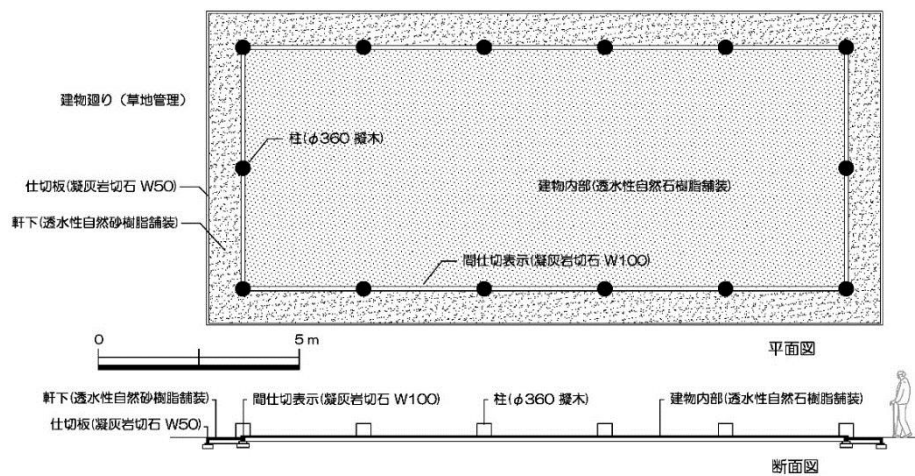 建物廻り（草地管理）
柱(φ360 擬木)
仕切板(凝灰岩切石 W50)
建物内部(透水性自然石樹脂舗装)
軒下(透水性自然砂樹脂舗装)
間仕切表示(凝灰岩切石 W100)
0 5 m
平面図
軒下(透水性自然砂樹脂舗装)
間仕切表示(凝灰岩切石 W100)
柱(φ360 擬木)
建物内部(透水性自然石樹脂舗装)
仕切板(凝灰岩切石 W50)
断面図